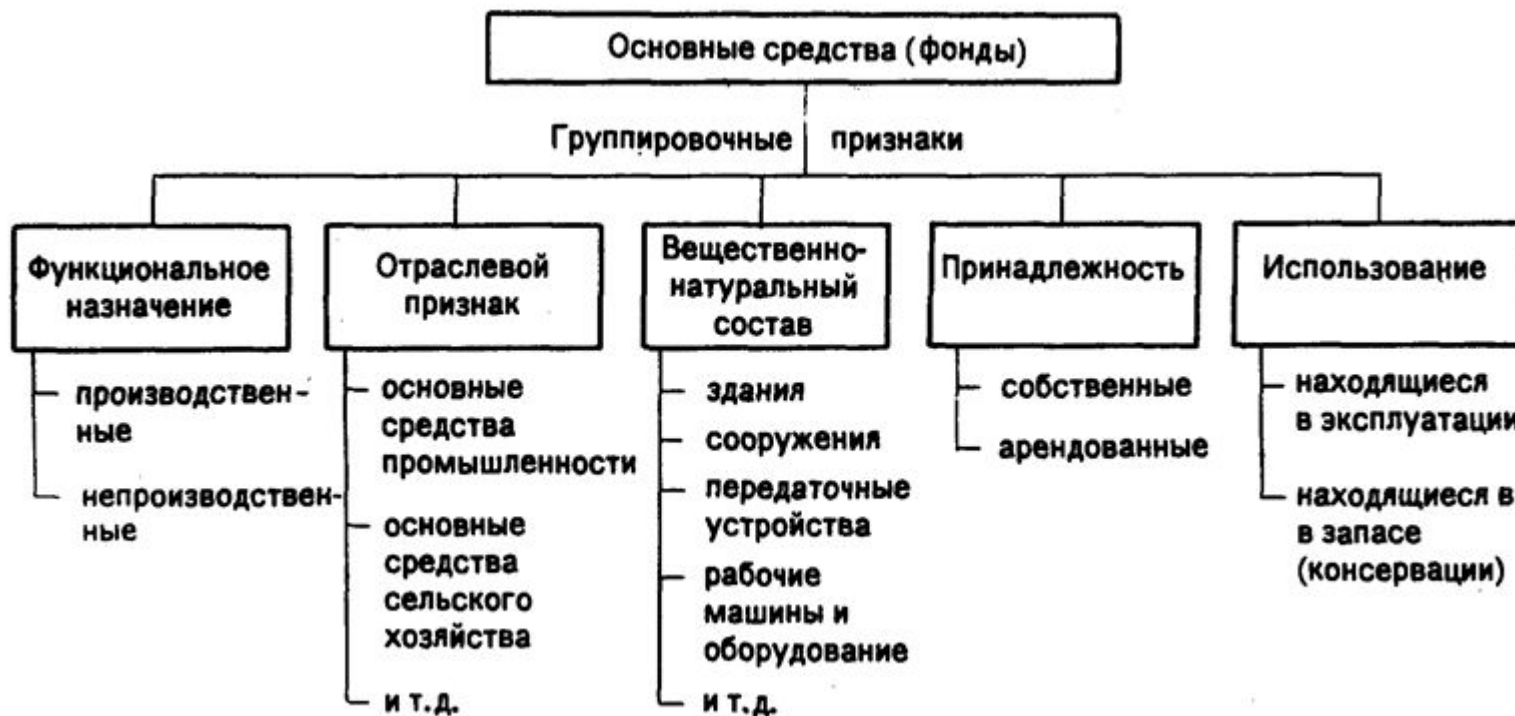 Основные средства (фонды)
Группировочные признаки
Функциональное
назначение
производствен-
ные
непроизводствен-
ные
Отраслевой
признак
основные
средства
промышленности
основные
средства
сельского
хозяйства
и т.д.
Вещественно-
натуральный
состав
здания
сооружения
передаточные
устройства
рабочие
машины и
оборудование
и т.д.
Принадлежность
собственные
арендованные
Использование
находящиеся
в эксплуатации
находящиеся в
в запасе
(консервации)